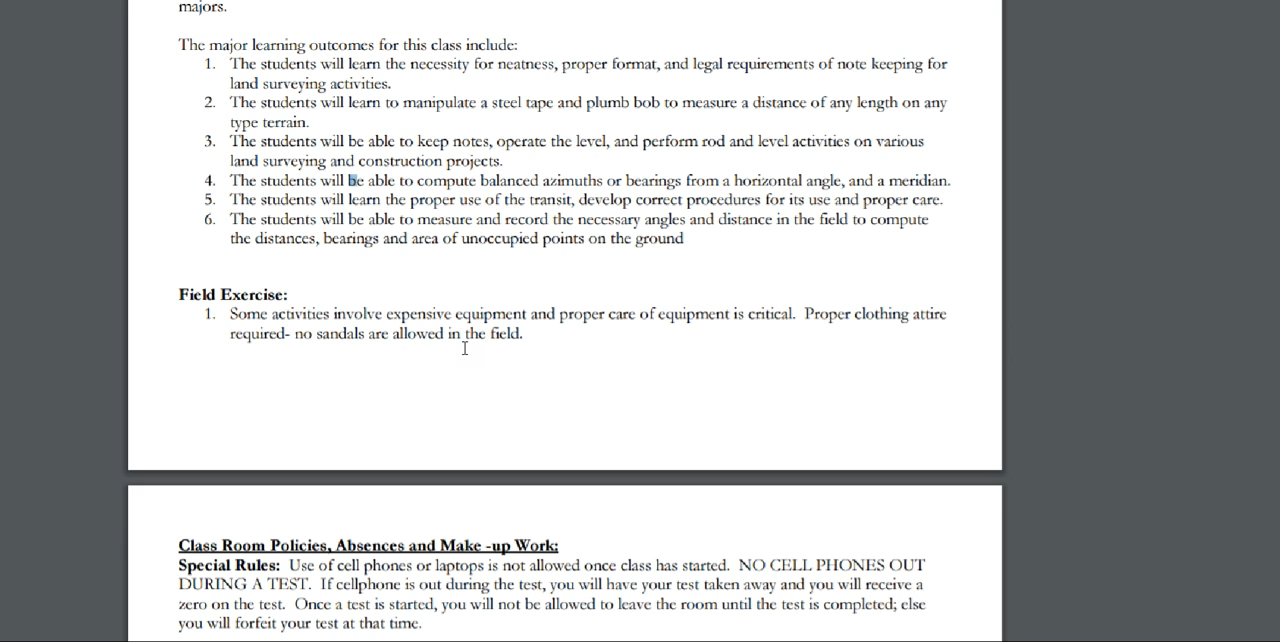 majors.
The major learning outcomes for this class include:
1. The students will learn the necessity for neatness, proper format, and legal requirements of note keeping for
land surveying activities.
2. The students will learn to manipulate a steel tape and plumb bob to measure a distance of any length on any
type terrain.
3. The students will be able to keep notes, operate the level, and perform rod and level activities on various
land surveying and construction projects.
4. The students will be able to compute balanced azimuths or bearings from a horizontal angle, and a meridian.
5. The students will learn the proper use of the transit, develop correct procedures for its use and proper care.
6. The students will be able to measure and record the necessary angles and distance in the field to compute
the distances, bearings and area of unoccupied points on the ground
Field Exercise:
1. Some activities involve expensive equipment and proper care of equipment is critical. Proper clothing attire
required- no sandals are allowed in the field.
Class Room Policies, Absences and Make -up Work:
Special Rules: Use of cell phones or laptops is not allowed once class has started. NO CELL PHONES OUT
DURING A TEST. If cellphone is out during the test, you will have your test taken away and you will receive a
zero on the test. Once a test is started, you will not be allowed to leave the room until the test is completed; else
you will forfeit your test at that time.